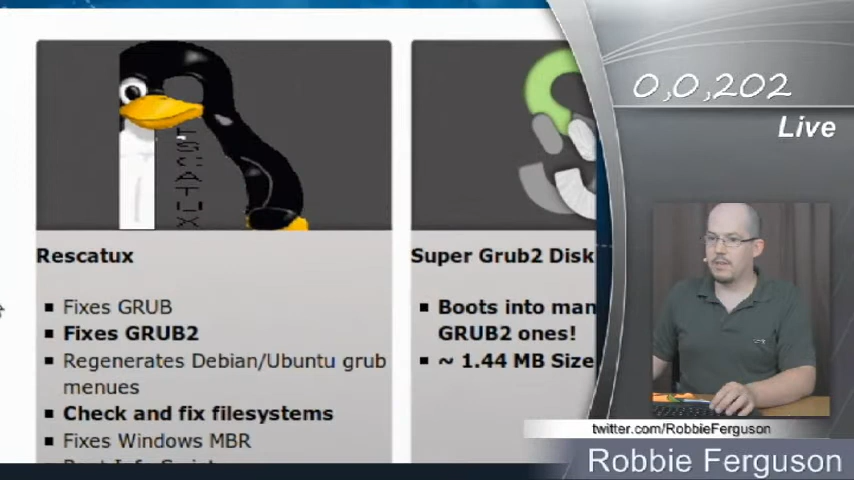 0,0,202
Live
Rescatux
Fixes GRUB
Fixes GRUB2
Regenerates Debian/Ubuntu grub
menues
Check and fix filesystems
Fixes Windows MBR
Super Grub2 Disk
Boots into man
GRUB2 ones!
~ 1.44 MB Size
twitter.com/RobbieFerguson
Robbie Ferguson